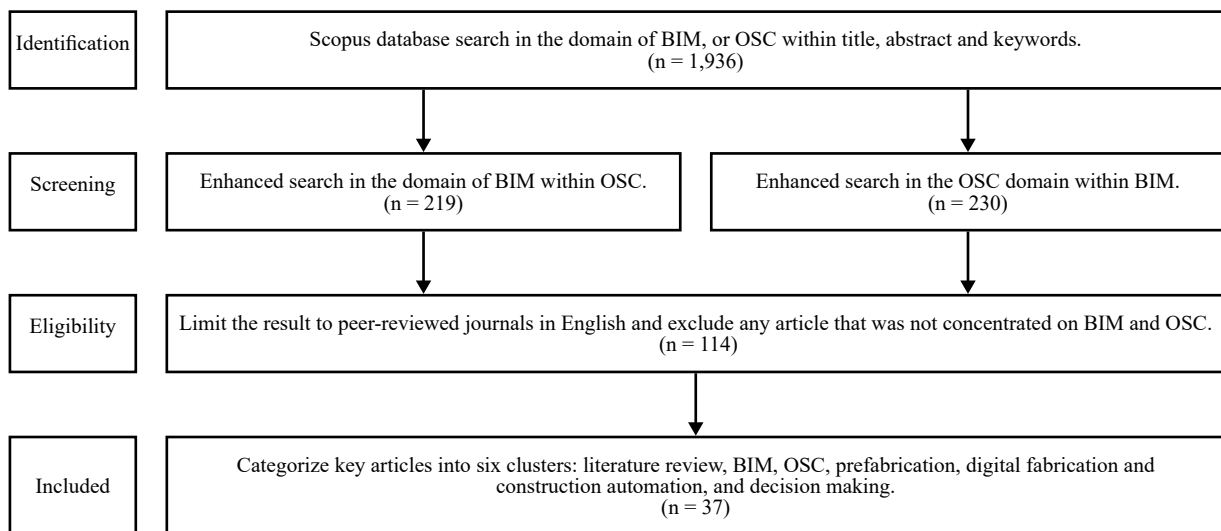 Identification
Scopus database search in the domain of BIM, or OSC within title, abstract and keywords.
(n = 1,936)
Screening
Enhanced search in the domain of BIM within OSC.
(n = 219)
Enhanced search in the OSC domain within BIM.
(n = 230)
Eligibility
Limit the result to peer-reviewed journals in English and exclude any article that was not concentrated on BIM and OSC.
(n = 114)
Included
Categorize key articles into six clusters: literature review, BIM, OSC, prefabrication, digital fabrication and
construction automation, and decision making.
(n = 37)